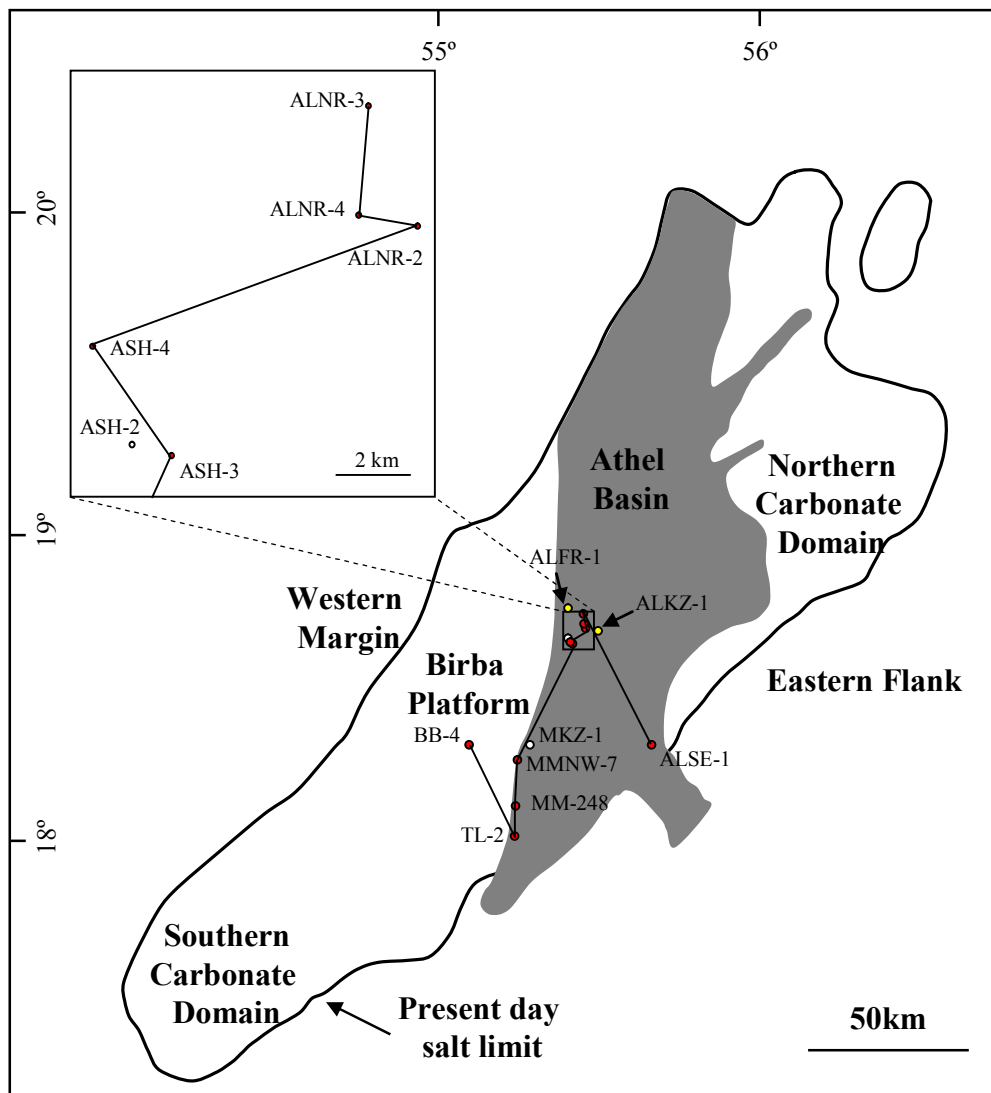 55º
56º
ALNR-3
ALNR-4
ALNR-2
ASH-4
ASH-2
ASH-3
2 km
20º
19º
18º
Athel
Basin
Northern
Carbonate
Domain
ALFR-1
ALKZ-1
Western
Margin
Birba
Platform
Eastern Flank
BB-4
MKZ-1
MMNW-7
ALSE-1
MM-248
TL-2
Southern
Carbonate
Domain
Present day
salt limit
50km